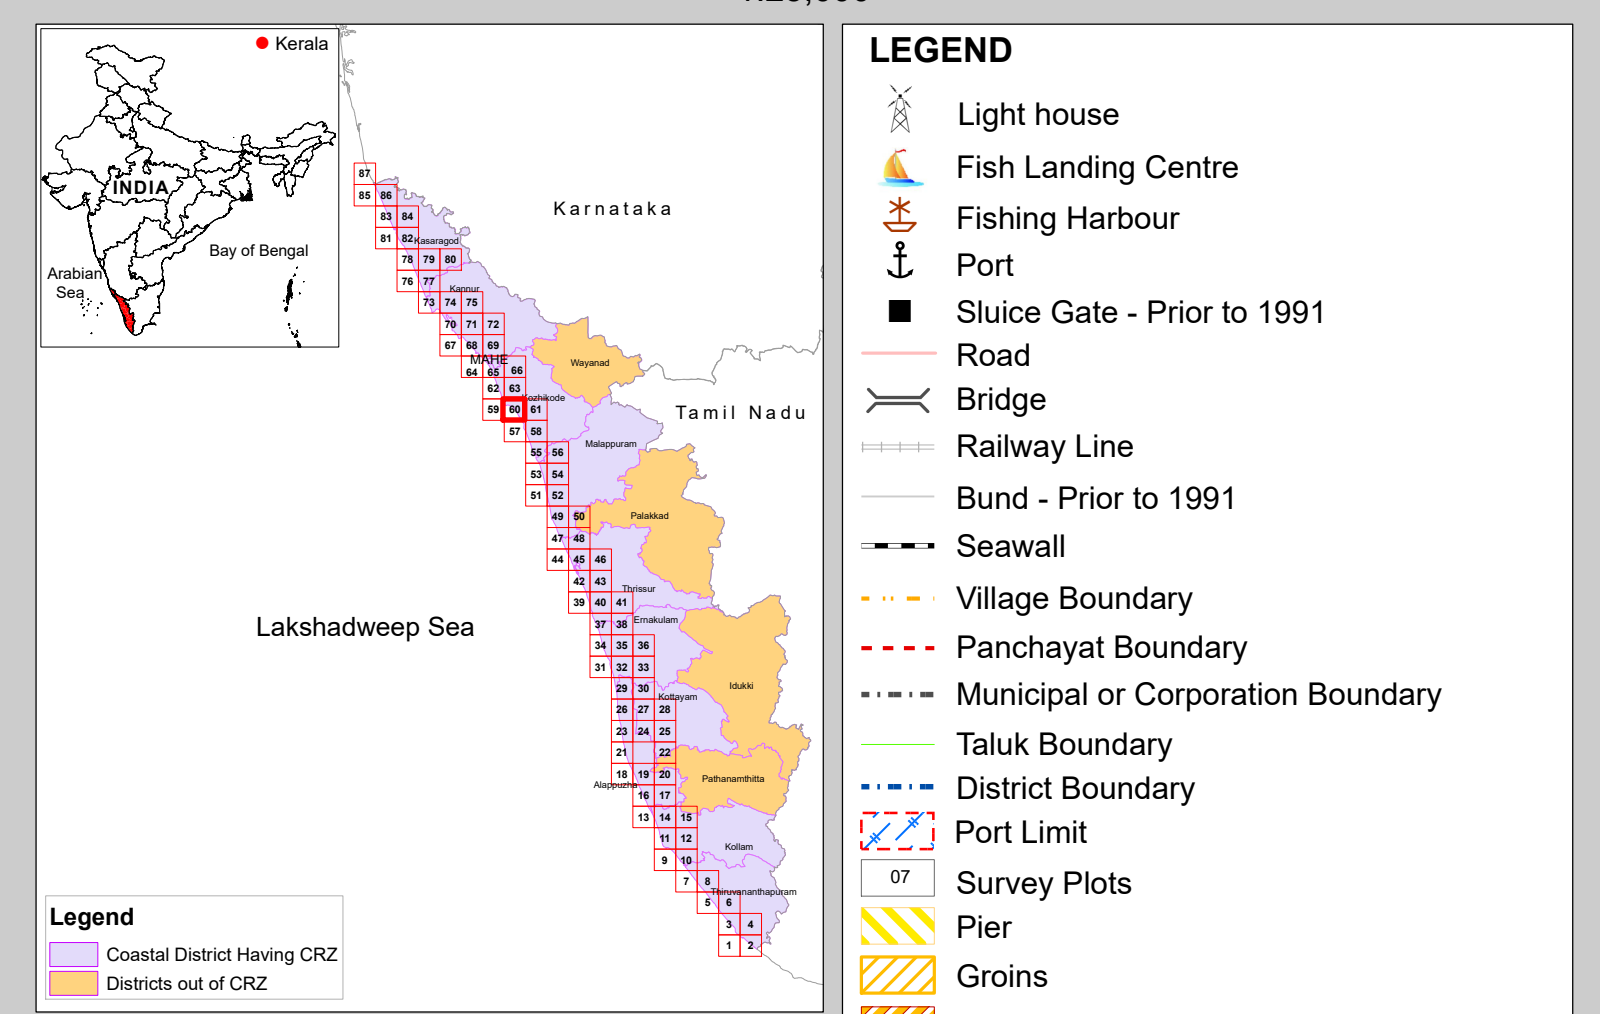 Kerala
INDIA
Bay of Bengal
Arabian
Sea
Karnataka
Tamil Nadu
Lakshadweep Sea
87
85 86
83 84
81 82 Kasaragod
78 79 80
76 77
Kannur
73 74 75
70 71 72
67 68 69
MAHE
Wayanad
64 65 66
62 63
Kozhikode
59 60 61
57 58
Malappuram
55 56
53 54
51 52
49 50
Palakkad
47 48
44 45 46
42 43
Thrissur
39 40 41
Ernakulam
37 38
34 35 36
31 32 33
29 30
Idukki
Kottayam
26 27 28
23 24 25
21 22
18 19 20
Pathanamthitta
Alappuzha
16 17
13 14 15
11 12
Kollam
9 10
7 8
Thiruvananthapuram
5 6
3 4
1 2
Legend
Coastal District Having CRZ
Districts out of CRZ
LEGEND
Light house
Fish Landing Centre
Fishing Harbour
Port
Sluice Gate - Prior to 1991
Road
Bridge
Railway Line
Bund - Prior to 1991
Seawall
Village Boundary
Panchayat Boundary
Municipal or Corporation Boundary
Taluk Boundary
District Boundary
Port Limit
07
Survey Plots
Pier
Groins